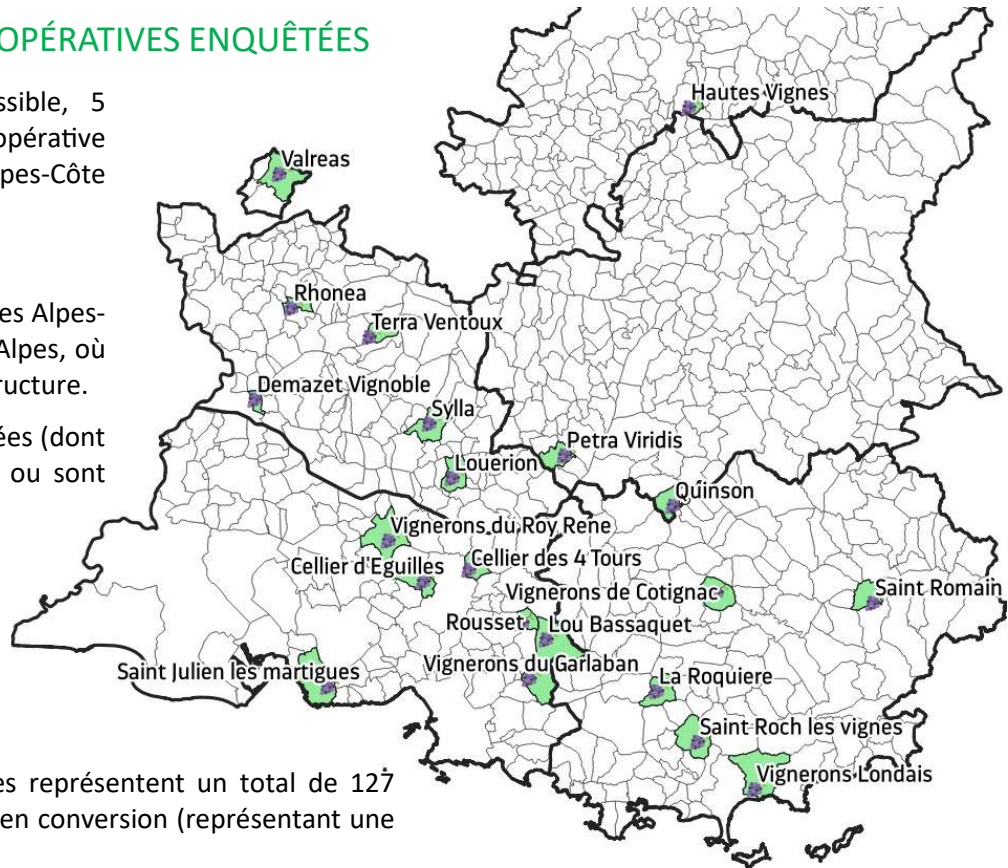 OPÉRATIVES ENQUÊTÉES
ssible, 5
opérative
lpes-Côte
es Alpes-
Alpes, où
ructure.
ées (dont
ou sont
es représentent un total de 127
en conversion (représentant une
Hautes Vignes
Valreas
Rhonea
Terra Ventoux
Demazet Vignoble
Sylla
Petra Viridis
Louerion
Quinson
Vignerons du Roy Rene
Cellier des 4 Tours
Cellier d'Eguilles
Vignerons de Cotignac
Saint Romain
Rousset
Lou Bassaquet
Vignerons du Garlaban
Saint Julien les martigues
La Roquiere
Saint Roch les vignes
Vignerons Londais